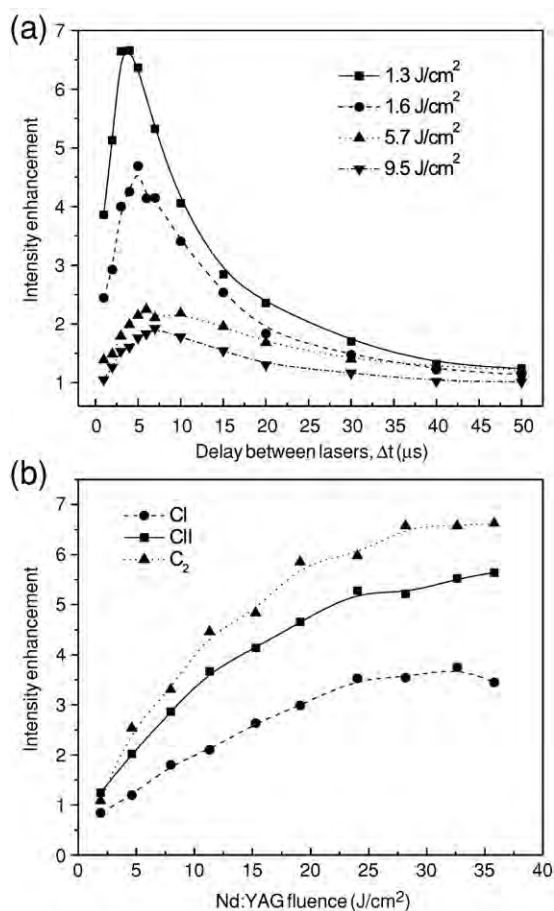 (a)
7
6
5
4
3
2
1
Intensity enhancement
1.3 J/cm²
1.6 J/cm²
5.7 J/cm²
9.5 J/cm²
0 5 10 15 20 25 30 35 40 45 50
Delay between lasers, Δt (μs)
(b)
7
6
5
4
3
2
1
0
Intensity enhancement
CI
CII
C₂
0 5 10 15 20 25 30 35 40
Nd:YAG fluence (J/cm²)